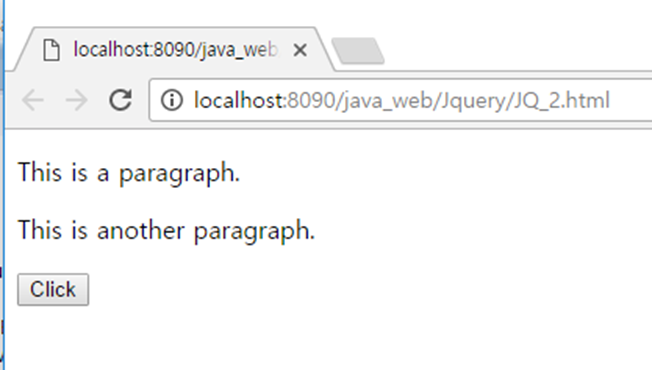 localhost:8090/java_web
localhost:8090/java_web/Jquery/JQ_2.html
This is a paragraph.
This is another paragraph.
Click